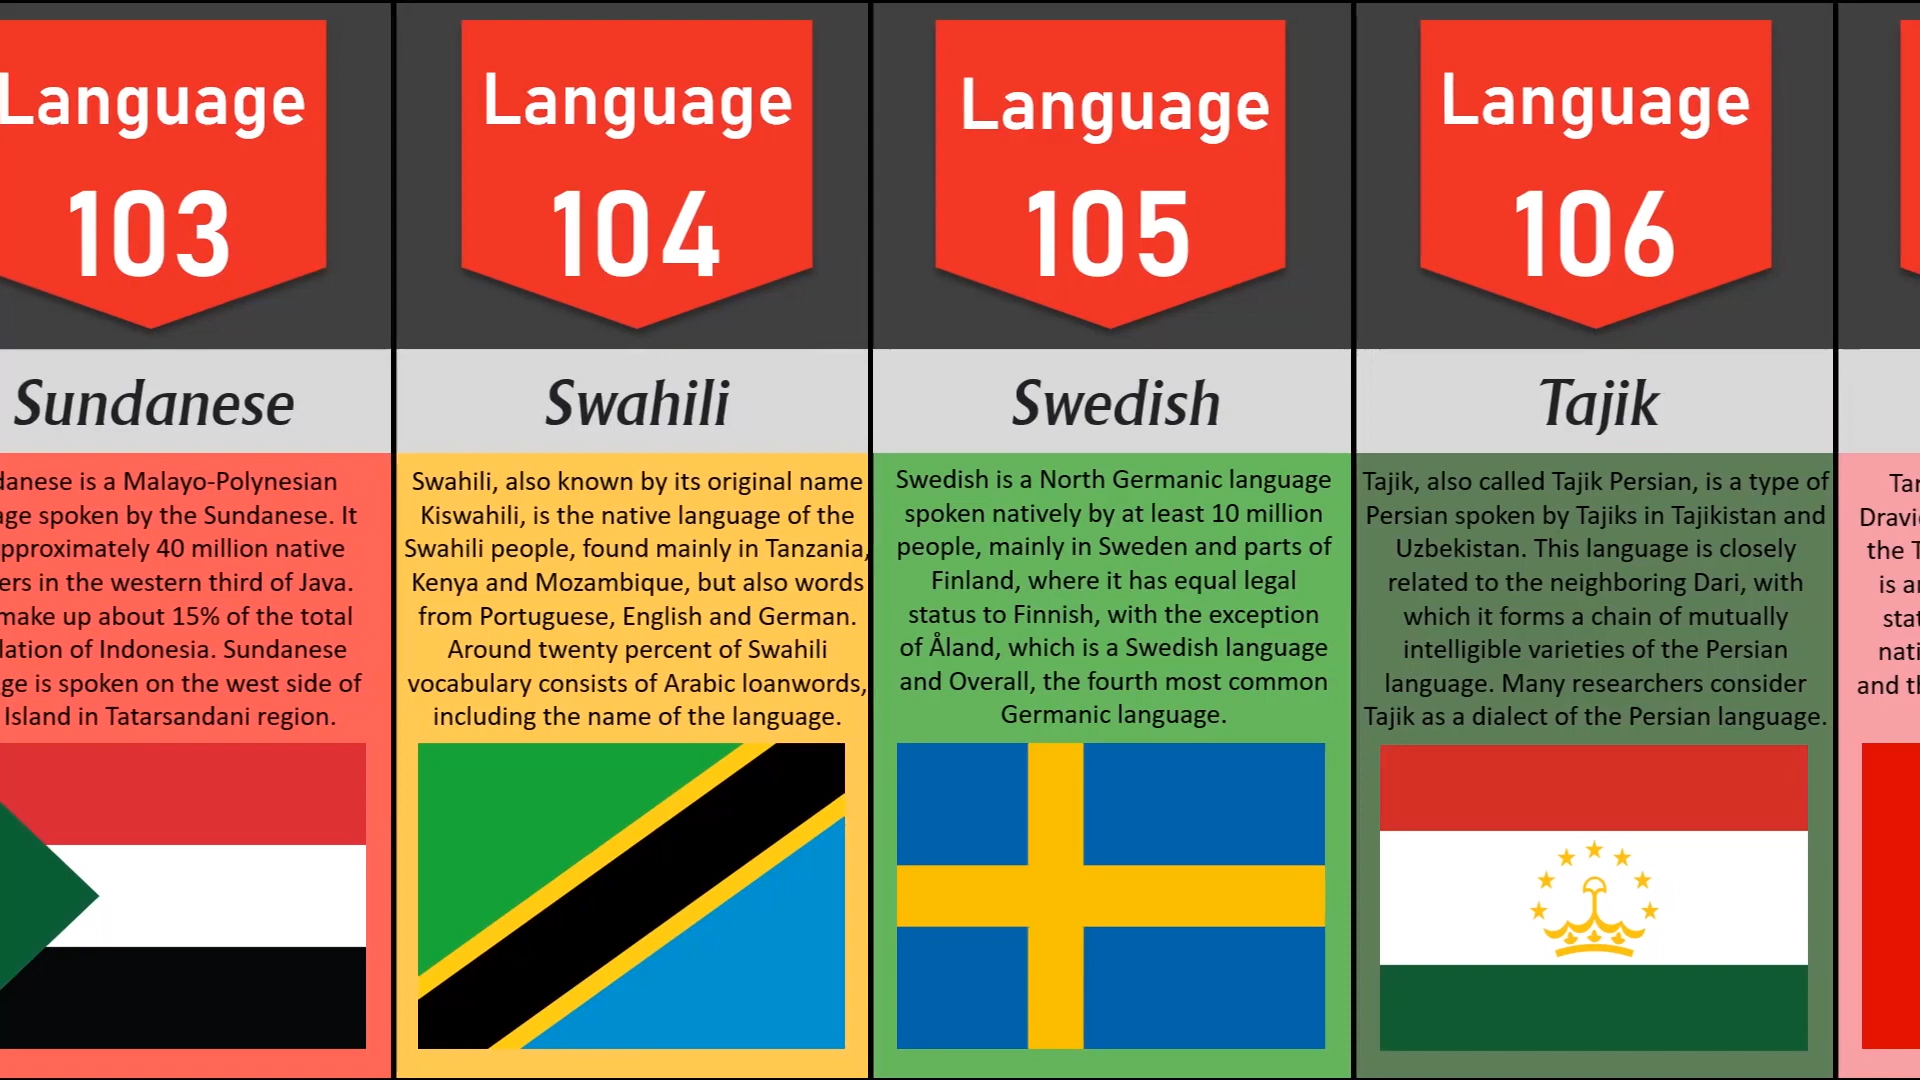 Language
103
Sundanese
is a Malayo-Polynesian
spoken by the Sundanese. It
40 million native
in the western third of Java.
make up about 15% of the total
of Indonesia. Sundanese
is spoken on the west side of
Island in Tatarsandani region.
Language
104
Swahili
Swahili, also known by its original name
Kiswahili, is the native language of the
Swahili people, found mainly in Tanzania,
Kenya and Mozambique, but also words
from Portuguese, English and German.
Around twenty percent of Swahili
vocabulary consists of Arabic loanwords,
including the name of the language.
Language
105
Swedish
Swedish is a North Germanic language
spoken natively by at least 10 million
people, mainly in Sweden and parts of
Finland, where it has equal legal
status to Finnish, with the exception
of Åland, which is a Swedish language
and Overall, the fourth most common
Germanic language.
Language
106
Tajik
Tajik, also called Tajik Persian, is a type of
Persian spoken by Tajiks in Tajikistan and
Uzbekistan. This language is closely
related to the neighboring Dari, with
which it forms a chain of mutually
intelligible varieties of the Persian
language. Many researchers consider
Tajik as a dialect of the Persian language.
the
is